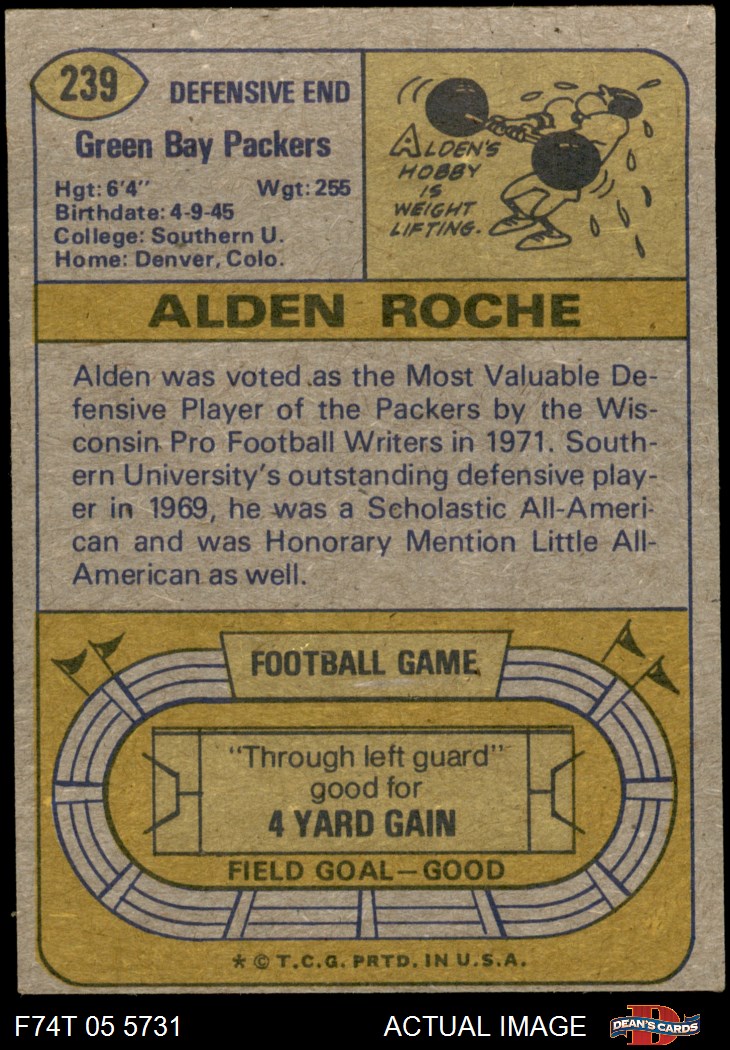 239
DEFENSIVE END
Green Bay Packers
Hgt: 6'4" Wgt: 255
Birthdate: 4-9-45
College: Southern U.
Home: Denver, Colo.
ALDEN'S
HOBBY
IS
WEIGHT
LIFTING.
ALDEN ROCHE
Alden was voted as the Most Valuable De-
fensive Player of the Packers by the Wis-
consin Pro Football Writers in 1971. South-
ern University's outstanding defensive play-
er in 1969, he was a Scholastic All-Ameri-
can and was Honorary Mention Little All-
American as well.
FOOTBALL GAME
"Through left guard"
good for
4 YARD GAIN
FIELD GOAL—GOOD
* © T.C.G. PRTD. IN U.S.A.
F74T 05 5731
ACTUAL IMAGE
D
DEAN'S CARDS